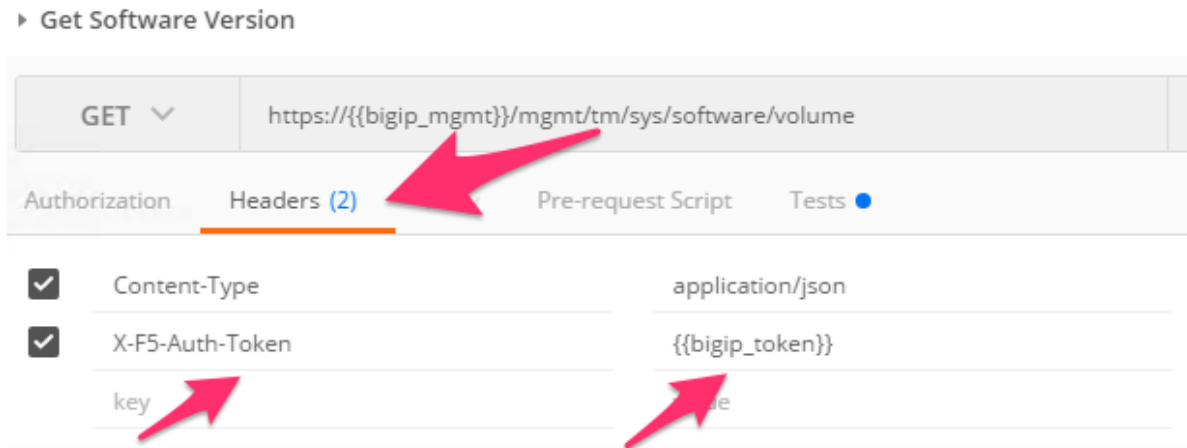 Get Software Version
GET https://{{bigip_mgmt}}/mgmt/tm/sys/software/volume
Authorization Headers (2) Pre-request Script Tests
Content-Type application/json
X-F5-Auth-Token {{bigip_token}}
key